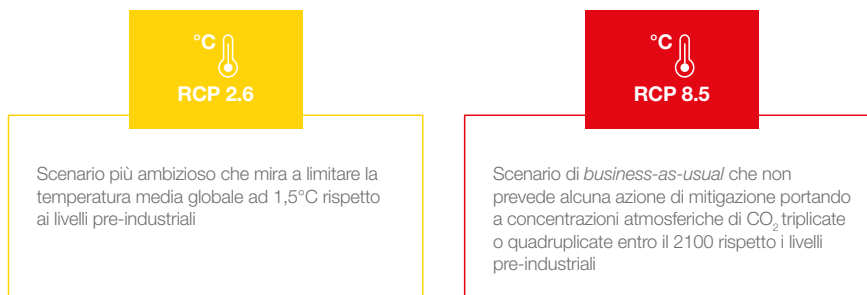 °C
RCP 2.6
Scenario più ambizioso che mira a limitare la
temperatura media globale ad 1,5°C rispetto
ai livelli pre-industriali
°C
RCP 8.5
Scenario di business-as-usual che non
prevede alcuna azione di mitigazione portando
a concentrazioni atmosferiche di CO₂ triplicate
o quadruplicate entro il 2100 rispetto i livelli
pre-industriali